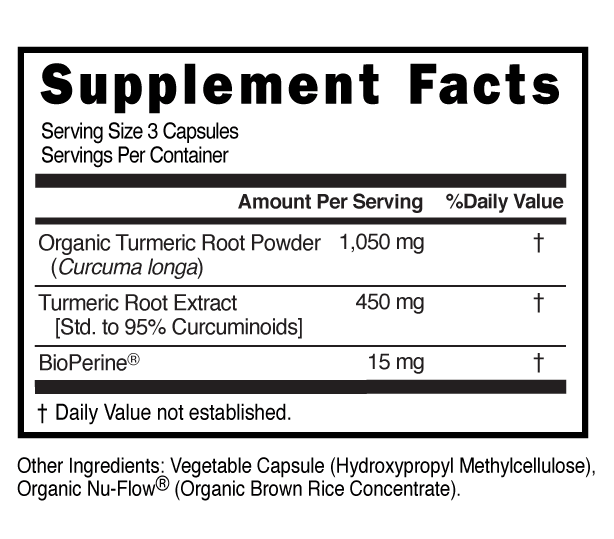 Supplement Facts
Serving Size 3 Capsules
Servings Per Container
Amount Per Serving %Daily Value
Organic Turmeric Root Powder 1,050 mg †
(Curcuma longa)
Turmeric Root Extract 450 mg †
[Std. to 95% Curcuminoids]
BioPerine® 15 mg †
† Daily Value not established.
Other Ingredients: Vegetable Capsule (Hydroxypropyl Methylcellulose),
Organic Nu-Flow® (Organic Brown Rice Concentrate).